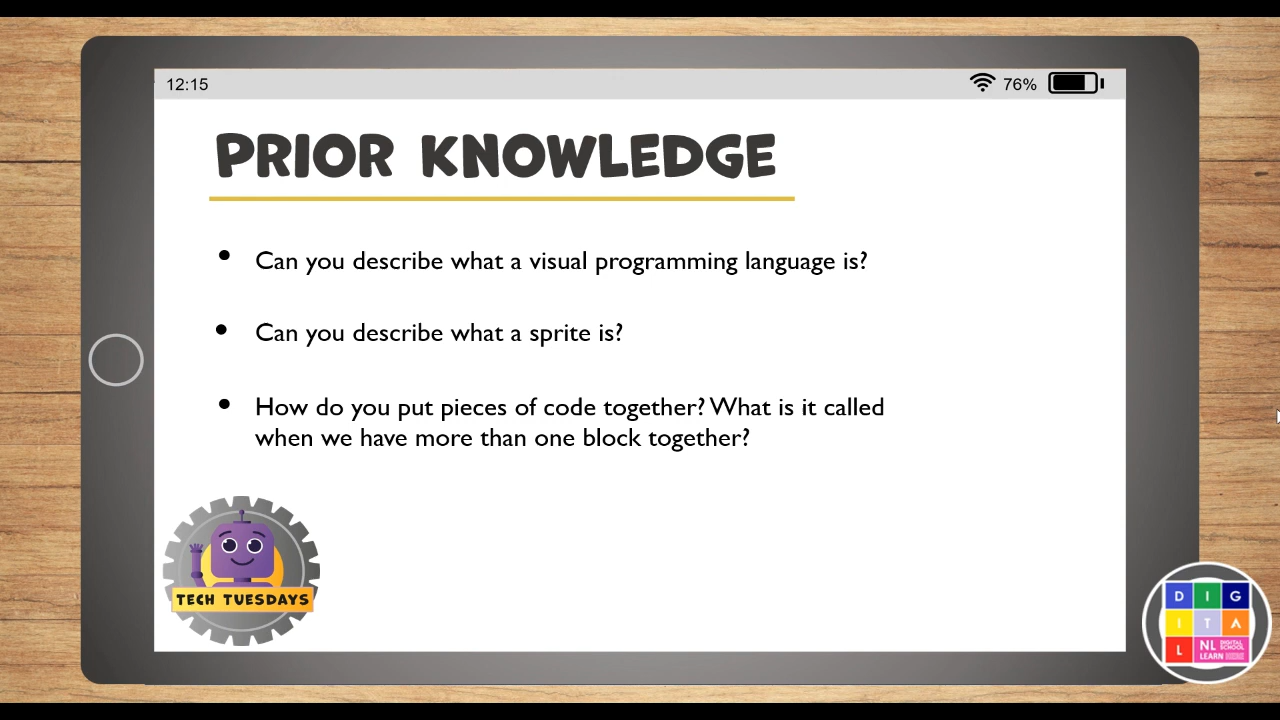 12:15
76%
PRIOR KNOWLEDGE
• Can you describe what a visual programming language is?
• Can you describe what a sprite is?
• How do you put pieces of code together? What is it called
when we have more than one block together?
TECH TUESDAYS
D I G
I T A
L NL DIGITAL SCHOOL
LEARN